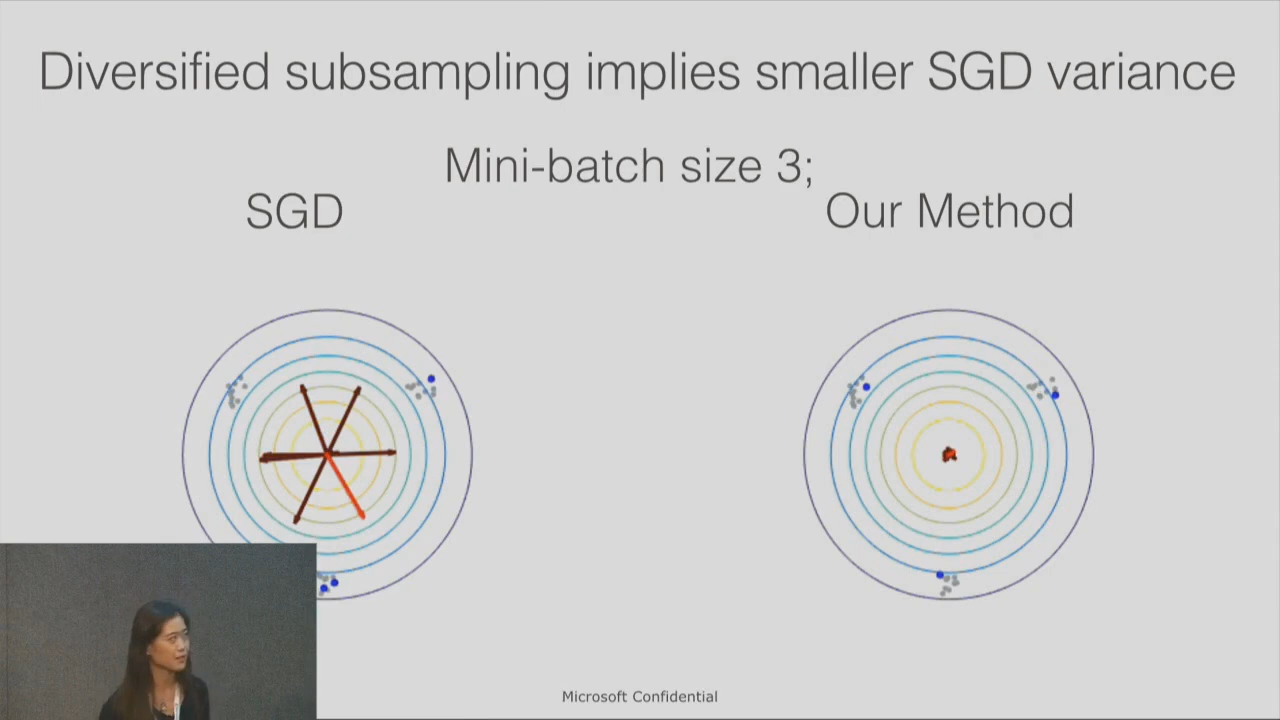 Diversified subsampling implies smaller SGD variance
Mini-batch size 3;
SGD
Our Method
Microsoft Confidential